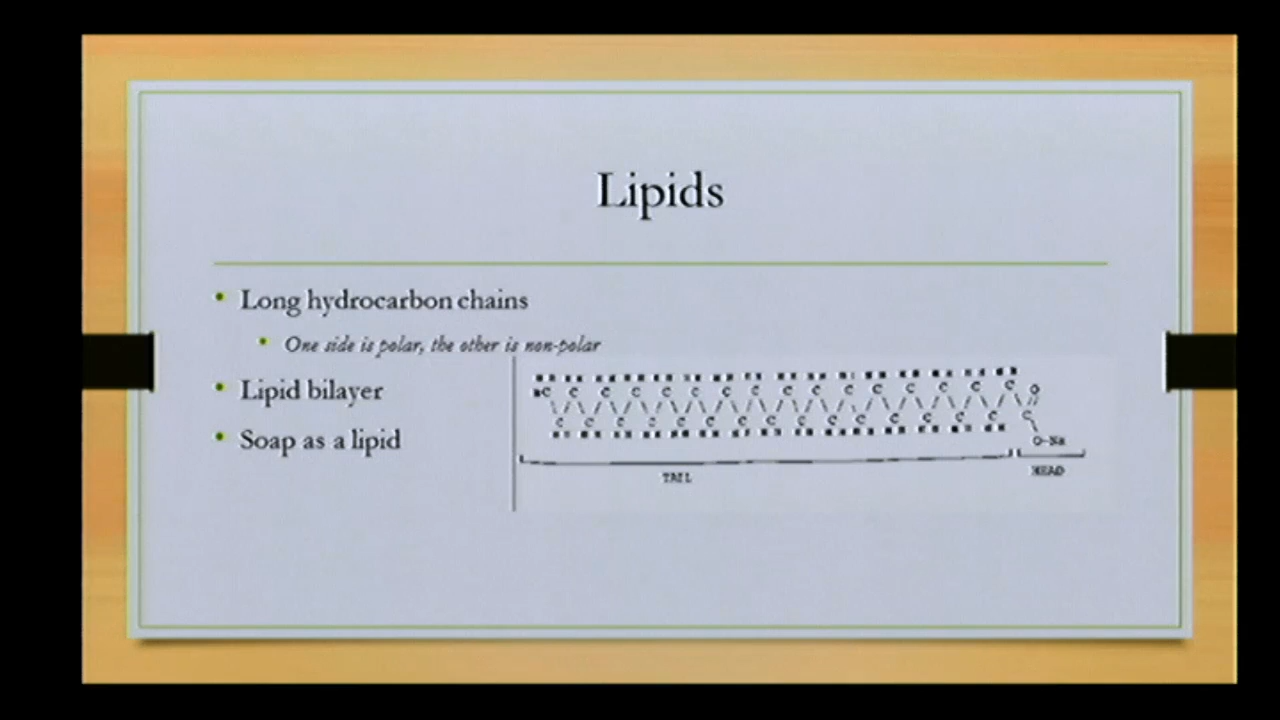 Lipids
Long hydrocarbon chains
One side is polar, the other is non-polar
Lipid bilayer
Soap as a lipid
C C C C C C C C C C C C C C C C O
C C C C C C C C C C C C C C C C
O-Na
TAIL
HEAD